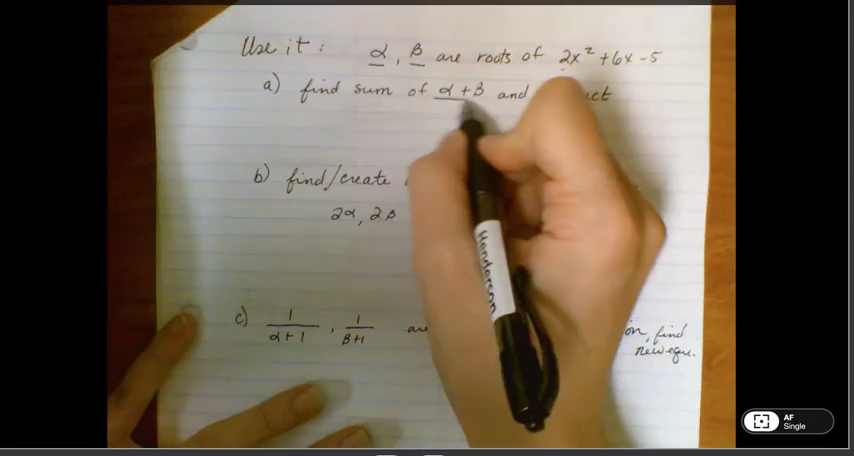 Use it : α , β are roots of 2x² + 6x - 5
a) find sum of α + β and
b) find/create
2α, 2β
c) 1/α+1 , 1/β+1 on, find
new equ.
Henderson
AF
Single